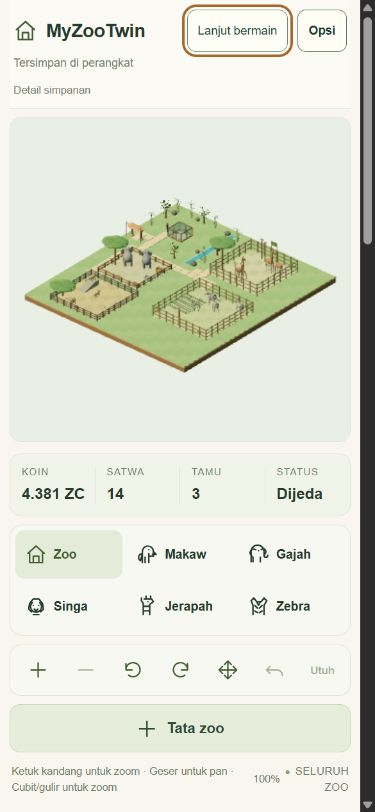 MyZooTwin
Lanjut bermain
Opsi
Tersimpan di perangkat
Detail simpanan
KOIN
SATWA
TAMU
STATUS
4.381 ZC
14
3
Dijeda
Zoo
Makaw
Gajah
Singa
Jerapah
Zebra
Utuh
Tata zoo
Ketuk kandang untuk zoom · Geser untuk pan ·
Cubit/gulir untuk zoom
100%
SELURUH
ZOO